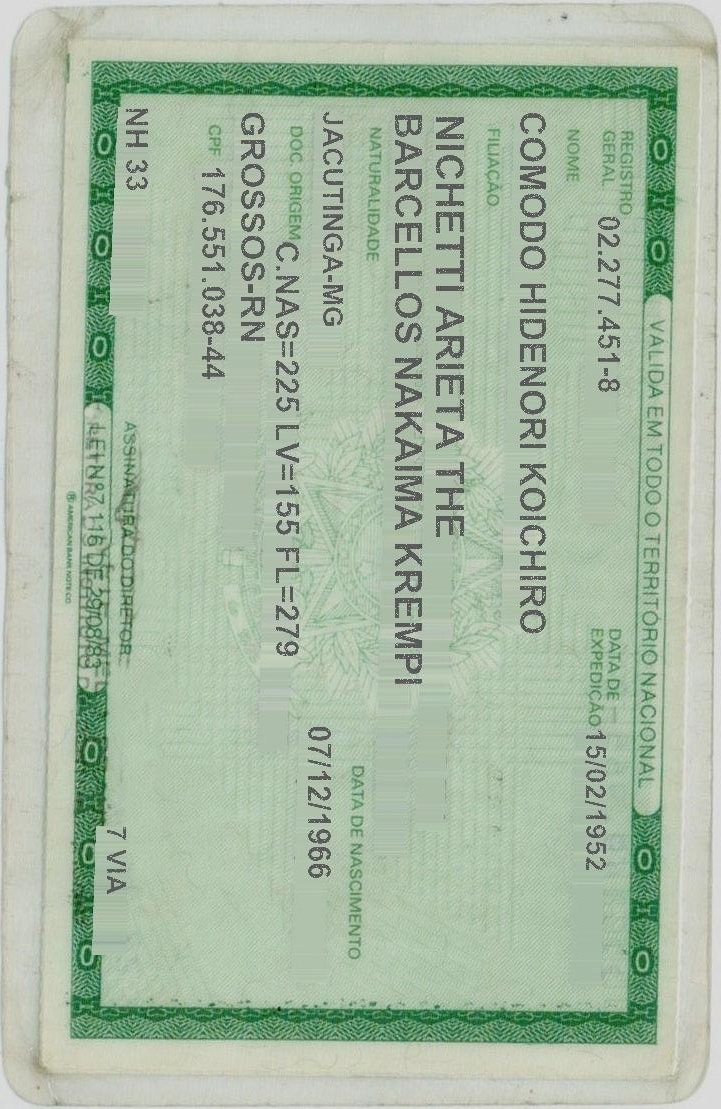 VALIDA EM TODO O TERRITÓRIO NACIONAL
REGISTRO GERAL 02.277.451-8 DATA DE EXPEDIÇÃO 15/02/1952
NOME
COMODO HIDENORI KOICHIRO
FILIAÇÃO
NICHETTI ARIETA THE
BARCELLOS NAKAIMA KREMPI
NATURALIDADE DATA DE NASCIMENTO
JACUTINGA-MG 07/12/1966
DOC. ORIGEM C.NAS=225 LV=155 FL=279
GROSSOS-RN
CPF 176.551.038-44
NH 33 7 VIA
ASSINATURA DO DIRETOR
LEI Nº 7.116 DE 29/08/83
® AMERICAN BANK NOTE CO.